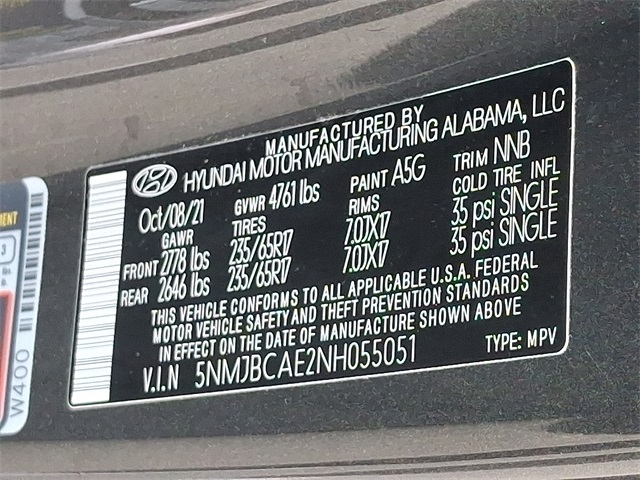 MANUFACTURED BY
HYUNDAI MOTOR MANUFACTURING ALABAMA, LLC
Oct/08/21 GVWR 4761 lbs PAINT A5G TRIM NNB
GAWR TIRES RIMS COLD TIRE INFL
FRONT 2778 lbs 235/65R17 7.0JX17 35 psi SINGLE
REAR 2646 lbs 235/65R17 7.0JX17 35 psi SINGLE
THIS VEHICLE CONFORMS TO ALL APPLICABLE U.S.A. FEDERAL
MOTOR VEHICLE SAFETY AND THEFT PREVENTION STANDARDS
IN EFFECT ON THE DATE OF MANUFACTURE SHOWN ABOVE
V.I.N 5NMJBCAE2NH055051 TYPE: MPV
MENT
3
W400